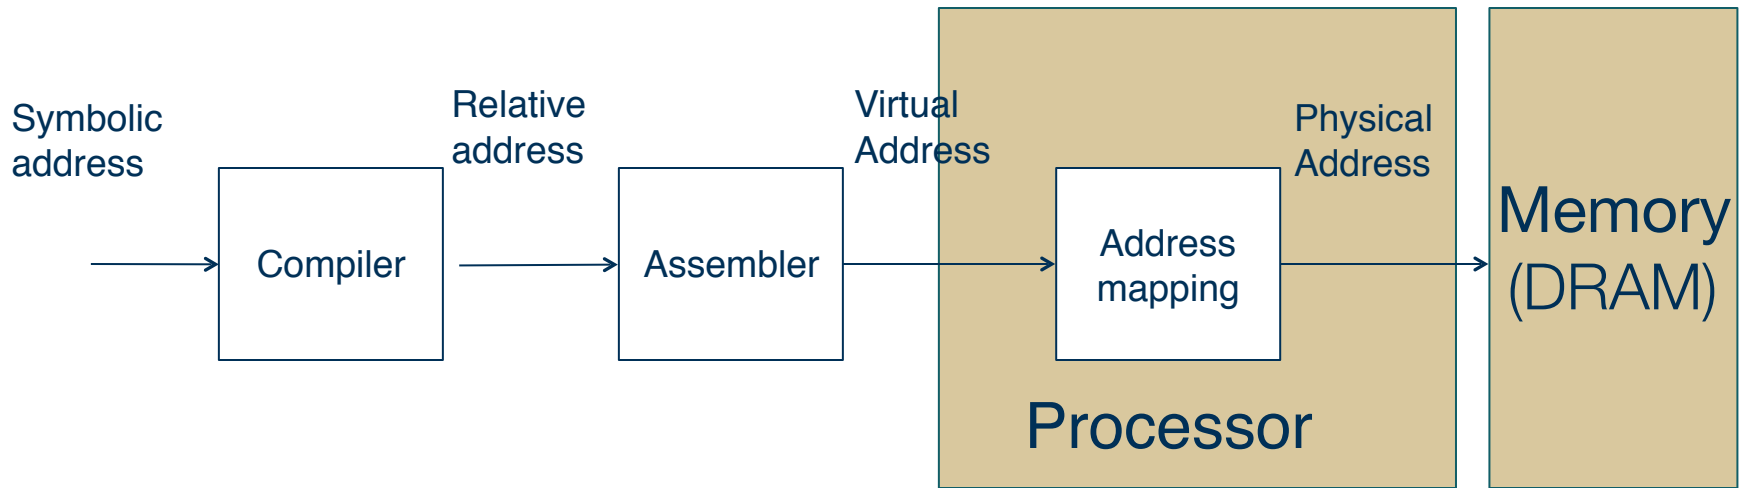 Symbolic
address
Compiler
Relative
address
Assembler
Virtual
Address
Address
mapping
Physical
Address
Processor
Memory
(DRAM)